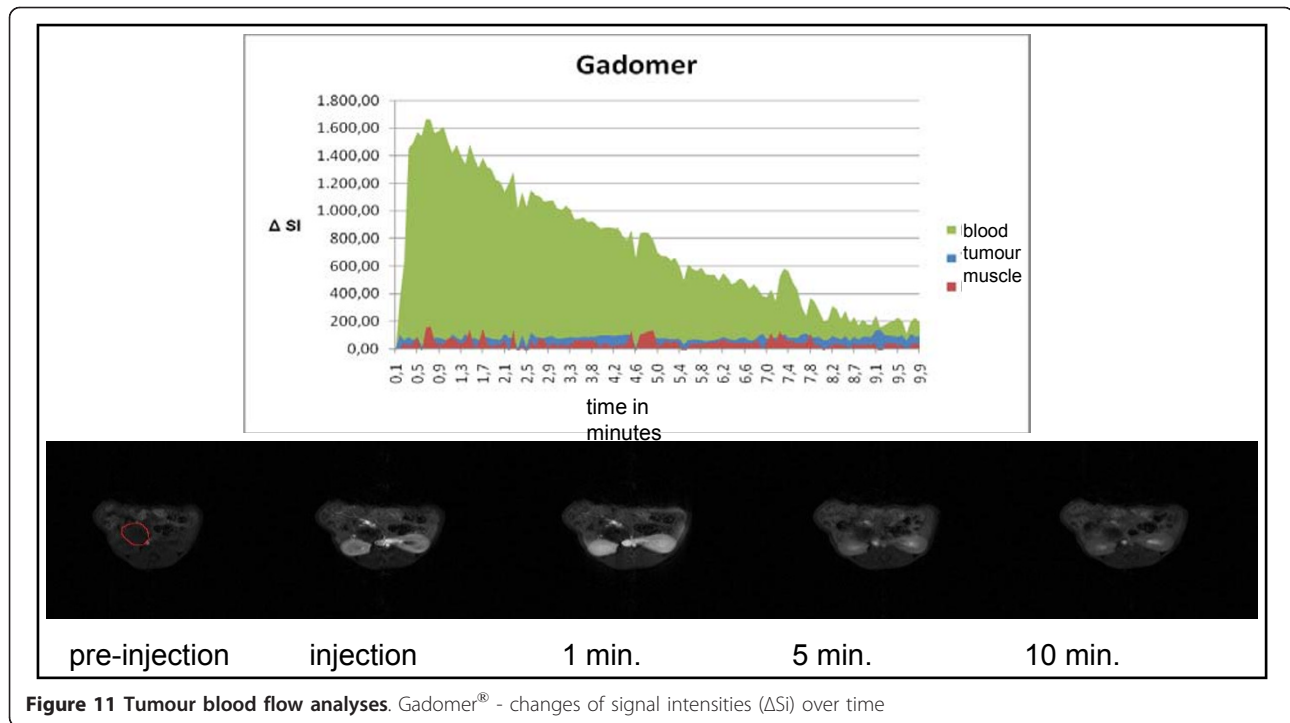 Gadomer
1.800,00
1.600,00
1.400,00
1.200,00
1.000,00
800,00
600,00
400,00
200,00
0,00
Δ SI
blood
tumour
muscle
0,1 0,5 0,9 1,3 1,7 2,1 2,5 2,9 3,3 3,8 4,2 4,6 5,0 5,4 5,8 6,2 6,6 7,0 7,4 7,8 8,2 8,7 9,1 9,5 9,9
time in
minutes
pre-injection injection 1 min. 5 min. 10 min.
Figure 11 Tumour blood flow analyses. Gadomer® - changes of signal intensities (ΔSi) over time